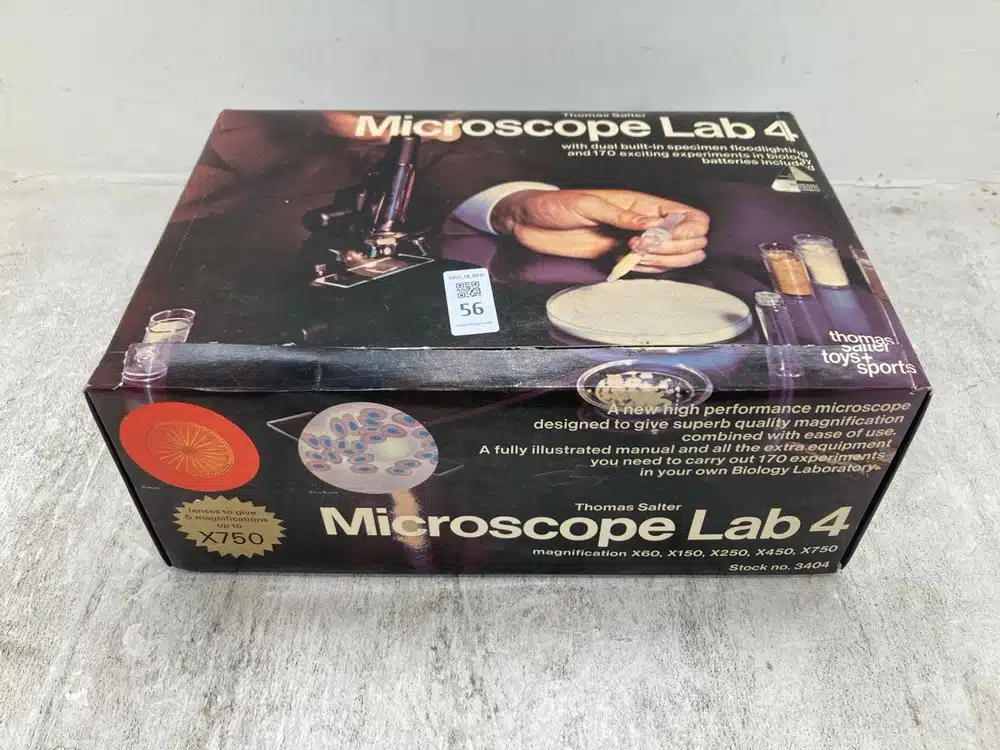 Thomas Salter
Microscope Lab 4
with dual built-in specimen floodlighting
and 170 exciting experiments in biology
batteries included
56
thomas
salter
toys+
sports
A new high performance microscope
designed to give superb quality magnification
combined with ease of use.
A fully illustrated manual and all the extra equipment
you need to carry out 170 experiments
in your own Biology Laboratory.
lenses to give
5 magnifications
up to
X750
Thomas Salter
Microscope Lab 4
magnification X60, X150, X250, X450, X750
Stock no. 3404